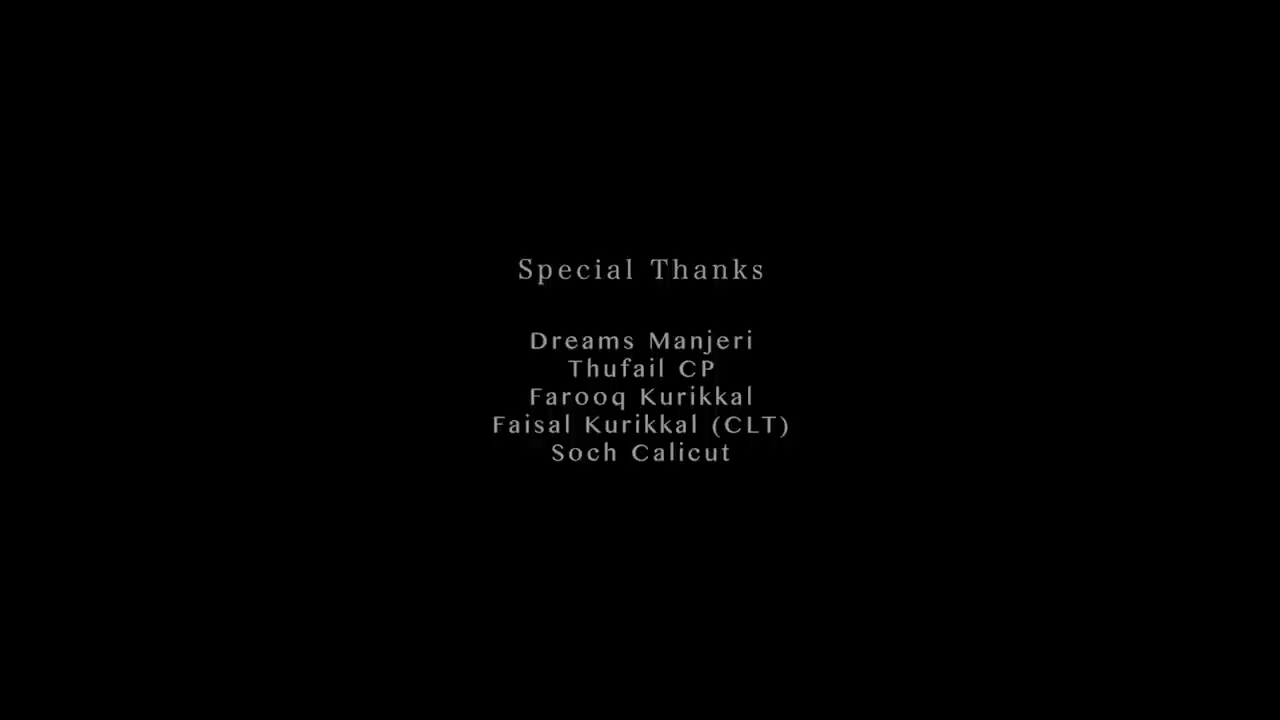 Special Thanks
Dreams Manjeri
Thufail CP
Farooq Kurikkal
Faisal Kurikkal (CLT)
Soch Calicut